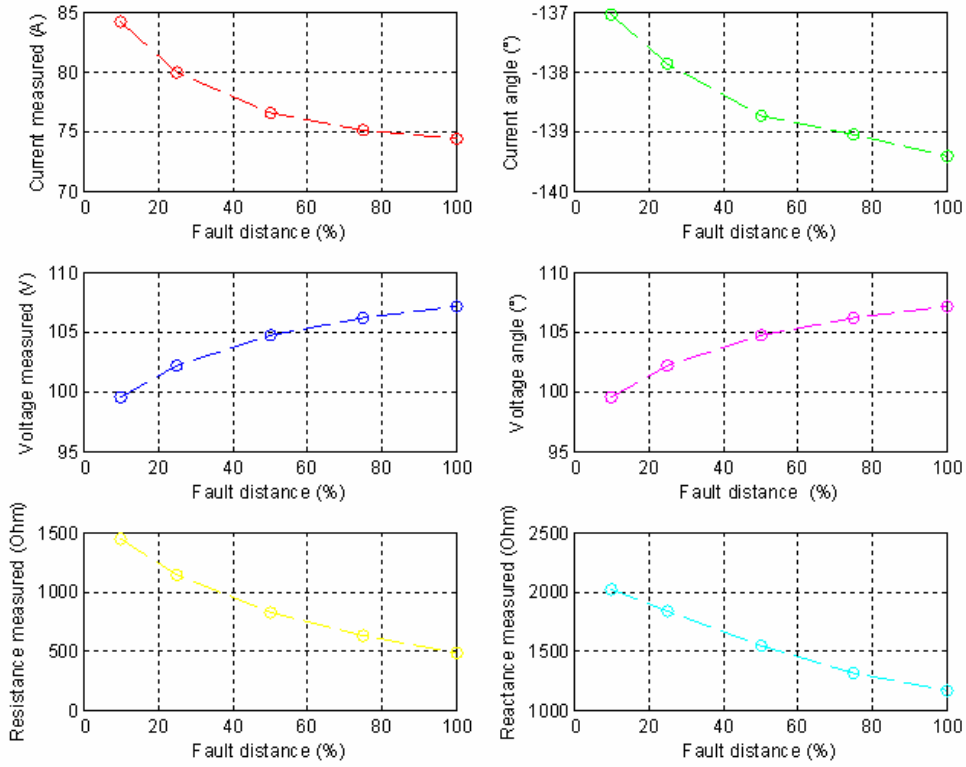 Current measured (A)
85
80
75
70
0 20 40 60 80 100
Fault distance (%)
Current angle (°)
-137
-138
-139
-140
0 20 40 60 80 100
Fault distance (%)
Voltage measured (V)
110
105
100
95
0 20 40 60 80 100
Fault distance (%)
Voltage angle (°)
110
105
100
95
0 20 40 60 80 100
Fault distance (%)
Resistance measured (Ohm)
1500
1000
500
0
0 20 40 60 80 100
Fault distance (%)
Reactance measured (Ohm)
2500
2000
1500
1000
0 20 40 60 80 100
Fault distance (%)